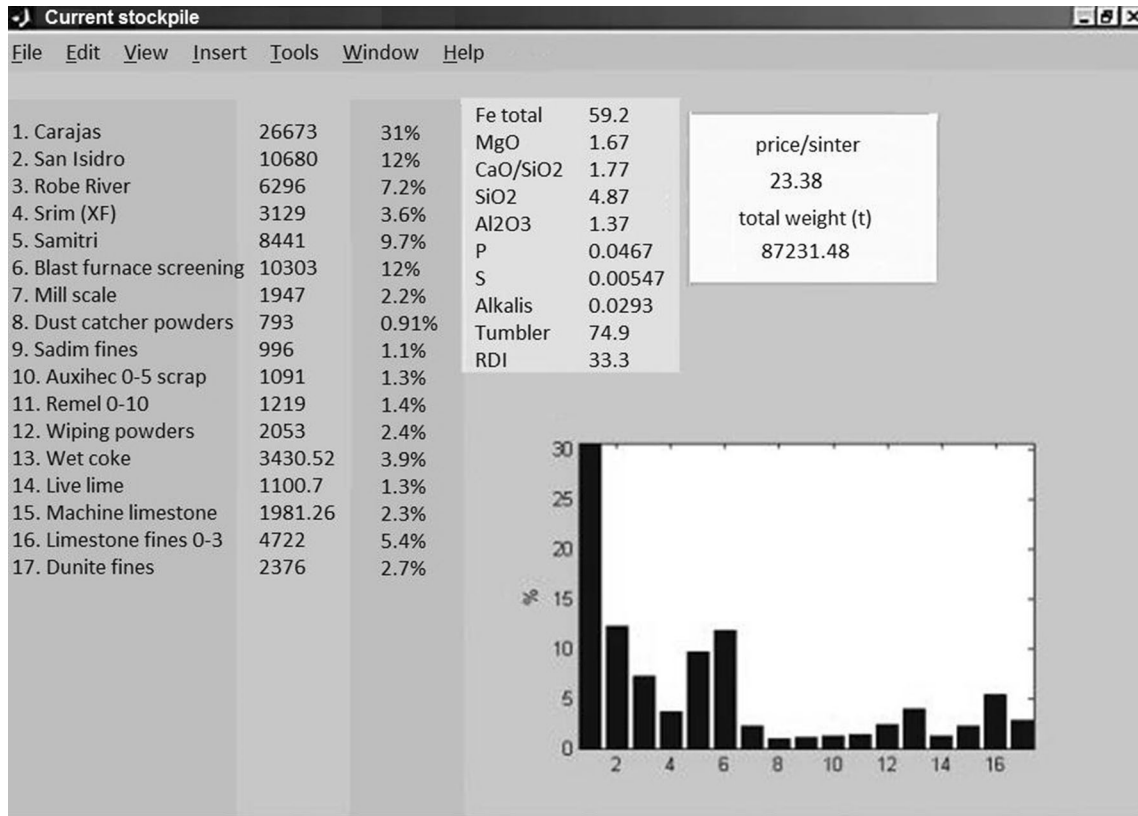 Current stockpile
File Edit View Insert Tools Window Help
1. Carajas 26673 31%
2. San Isidro 10680 12%
3. Robe River 6296 7.2%
4. Srim (XF) 3129 3.6%
5. Samitri 8441 9.7%
6. Blast furnace screening 10303 12%
7. Mill scale 1947 2.2%
8. Dust catcher powders 793 0.91%
9. Sadim fines 996 1.1%
10. Auxihec 0-5 scrap 1091 1.3%
11. Remel 0-10 1219 1.4%
12. Wiping powders 2053 2.4%
13. Wet coke 3430.52 3.9%
14. Live lime 1100.7 1.3%
15. Machine limestone 1981.26 2.3%
16. Limestone fines 0-3 4722 5.4%
17. Dunite fines 2376 2.7%
Fe total 59.2
MgO 1.67
CaO/SiO2 1.77
SiO2 4.87
Al2O3 1.37
P 0.0467
S 0.00547
Alkalis 0.0293
Tumbler 74.9
RDI 33.3
price/sinter
23.38
total weight (t)
87231.48
30
25
20
15
10
5
0
%
2 4 6 8 10 12 14 16